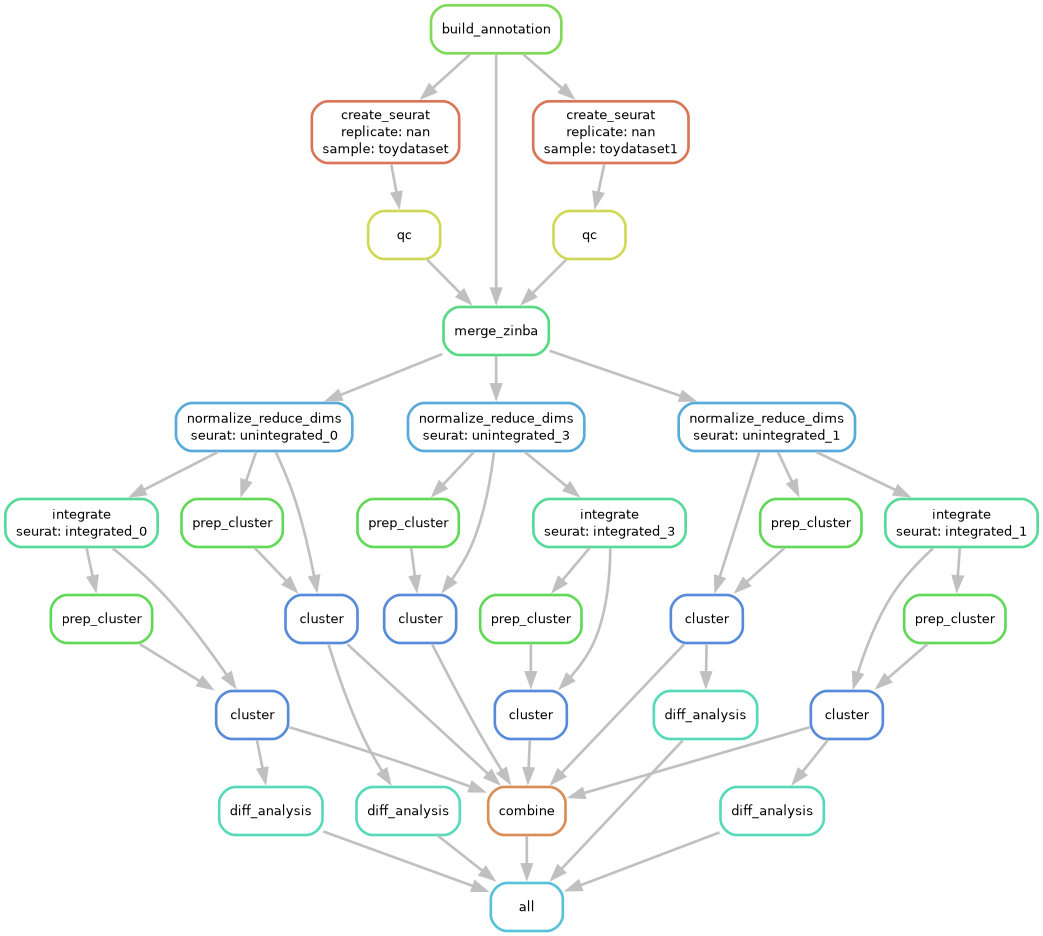 build_annotation
create_seurat
replicate: nan
sample: toydataset
create_seurat
replicate: nan
sample: toydataset1
qc
qc
merge_zinba
normalize_reduce_dims
seurat: unintegrated_0
normalize_reduce_dims
seurat: unintegrated_3
normalize_reduce_dims
seurat: unintegrated_1
integrate
seurat: integrated_0
prep_cluster
prep_cluster
integrate
seurat: integrated_3
prep_cluster
integrate
seurat: integrated_1
prep_cluster
cluster
cluster
prep_cluster
cluster
prep_cluster
cluster
cluster
diff_analysis
cluster
diff_analysis
diff_analysis
combine
diff_analysis
all